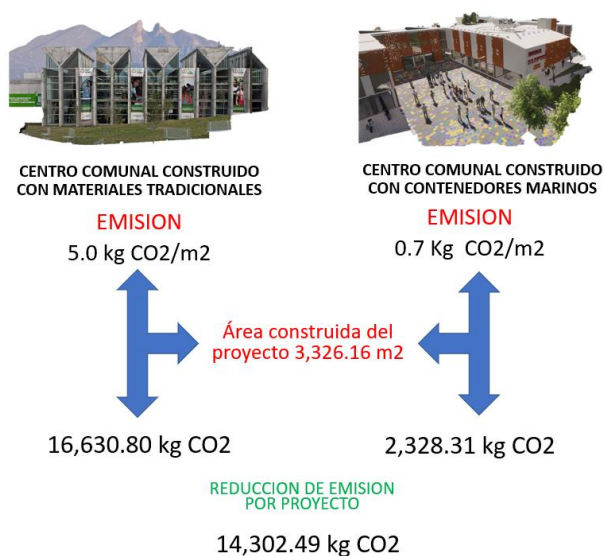 CENTRO COMUNAL CONSTRUIDO
CON MATERIALES TRADICIONALES
EMISION
5.0 kg CO2/m2
CENTRO COMUNAL CONSTRUIDO
CON CONTENEDORES MARINOS
EMISION
0.7 Kg CO2/m2
Área construida del
proyecto 3,326.16 m2
16,630.80 kg CO2
2,328.31 kg CO2
REDUCCION DE EMISION
POR PROYECTO
14,302.49 kg CO2